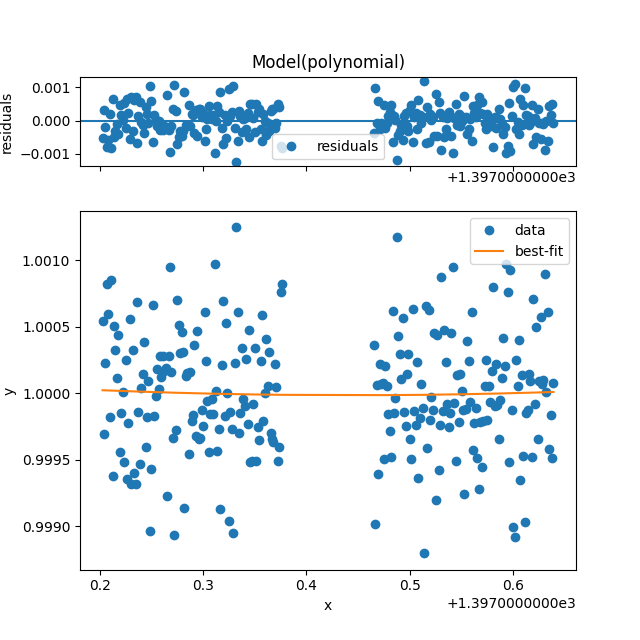 Model(polynomial)
0.001
0.000
−0.001
residuals
residuals
+1.3970000000e3
1.0010
1.0005
1.0000
0.9995
0.9990
y
data
best-fit
0.2 0.3 0.4 0.5 0.6
x
+1.3970000000e3